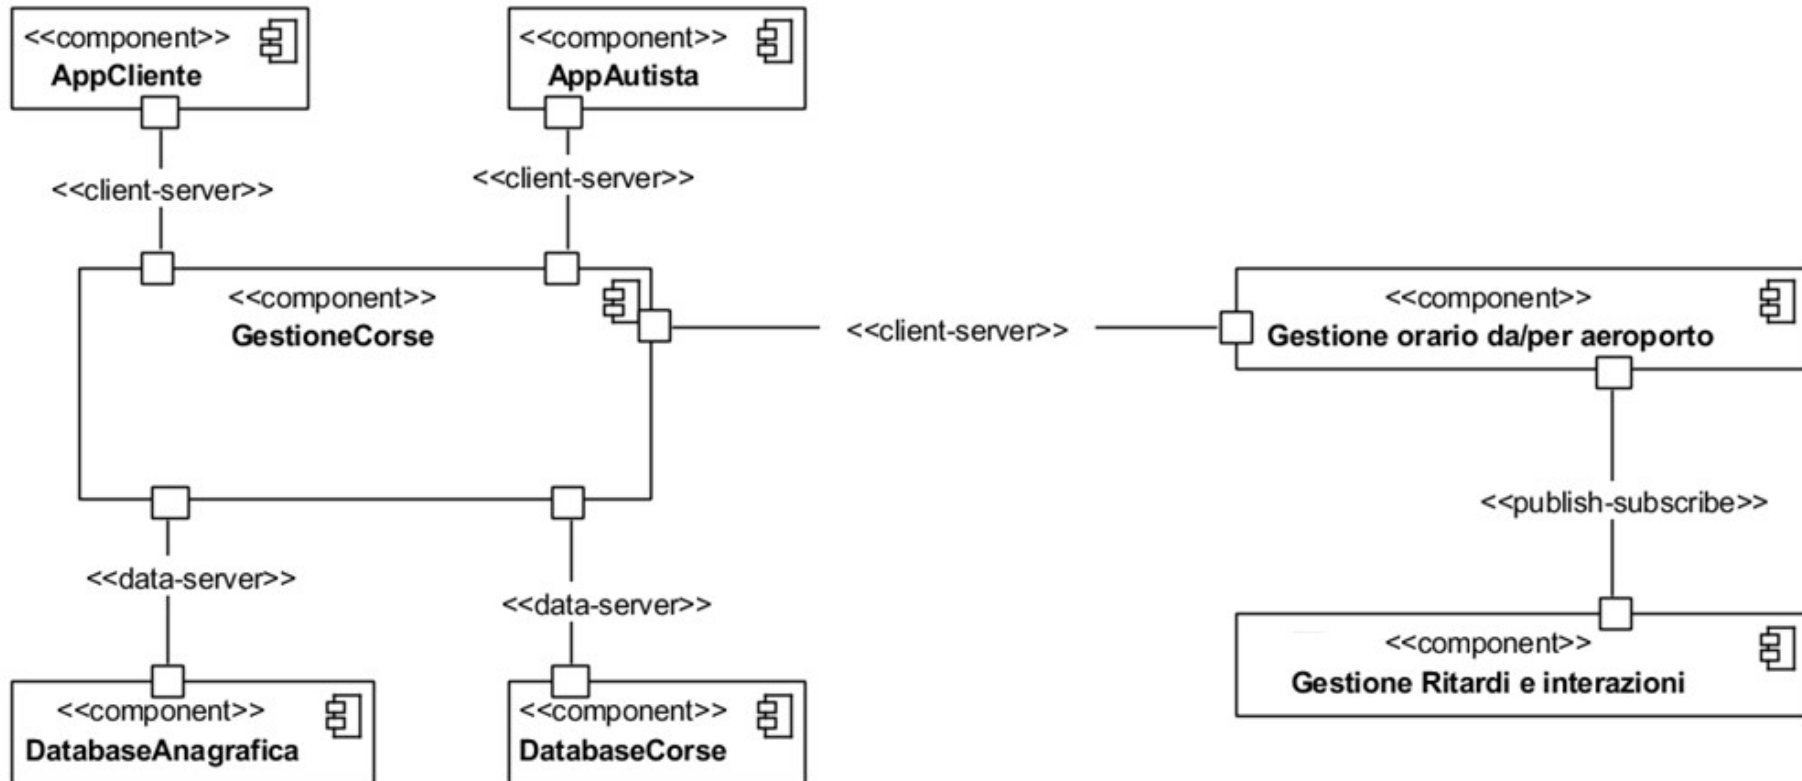 <<component>>
AppCliente
<<component>>
AppAutista
<<client-server>>
<<client-server>>
<<component>>
GestioneCorse
<<client-server>>
<<component>>
Gestione orario da/per aeroporto
<<publish-subscribe>>
<<data-server>>
<<data-server>>
<<component>>
Gestione Ritardi e interazioni
<<component>>
DatabaseAnagrafica
<<component>>
DatabaseCorse